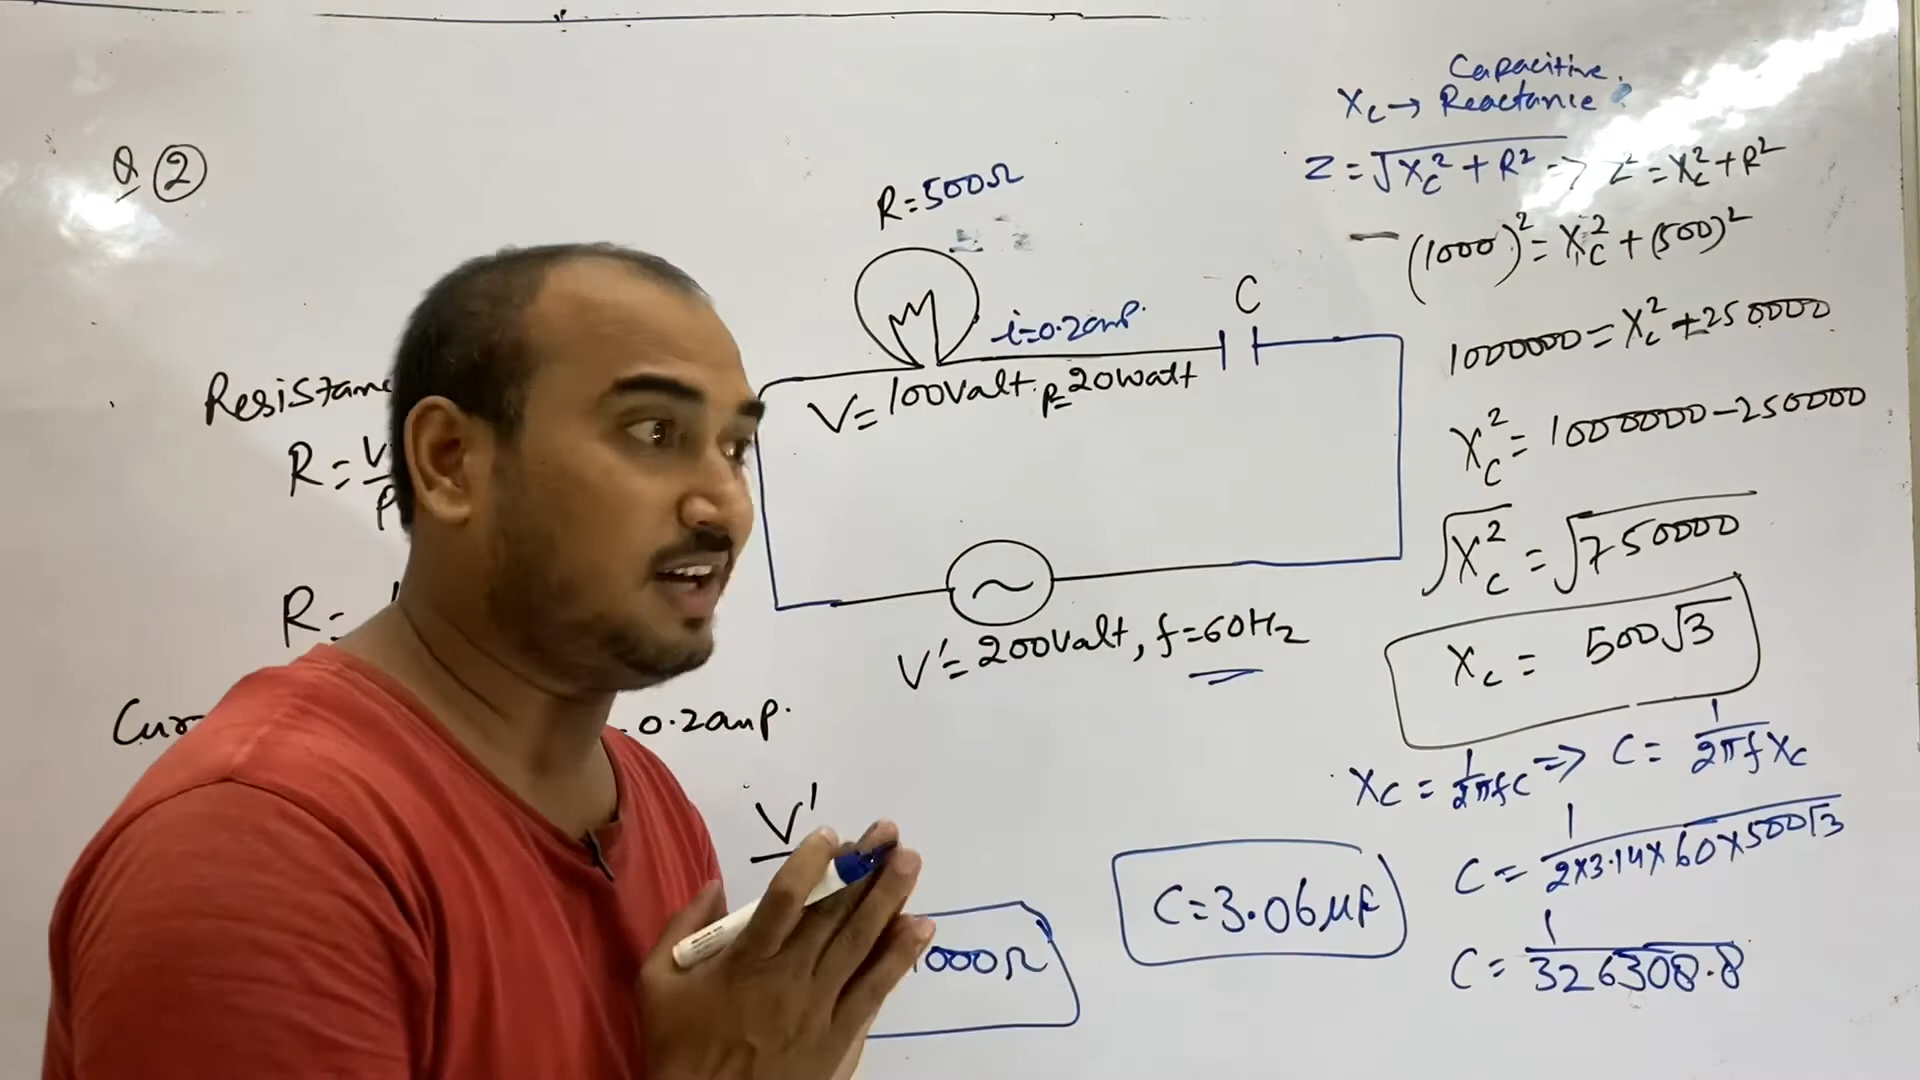 Q (2)
Resistan
R = V
P
R =
Cur
0.2amp.
V'
1000Ω
R=500Ω
i=0.2amp.
C
V=100Valt, P=20watt
V'=200Valt, f=60Hz
C=3.06μF
Capacitive
Xc → Reactance
Z = √Xc² + R² => Z² = Xc² + R²
(1000)² = Xc² + (500)²
1000000 = Xc² + 250000
Xc² = 1000000 - 250000
√Xc² = √750000
Xc = 500√3
Xc = 1/2πfC => C = 1/2πfXc
C = 1/2×3.14×60×500√3
C = 1/326308.8